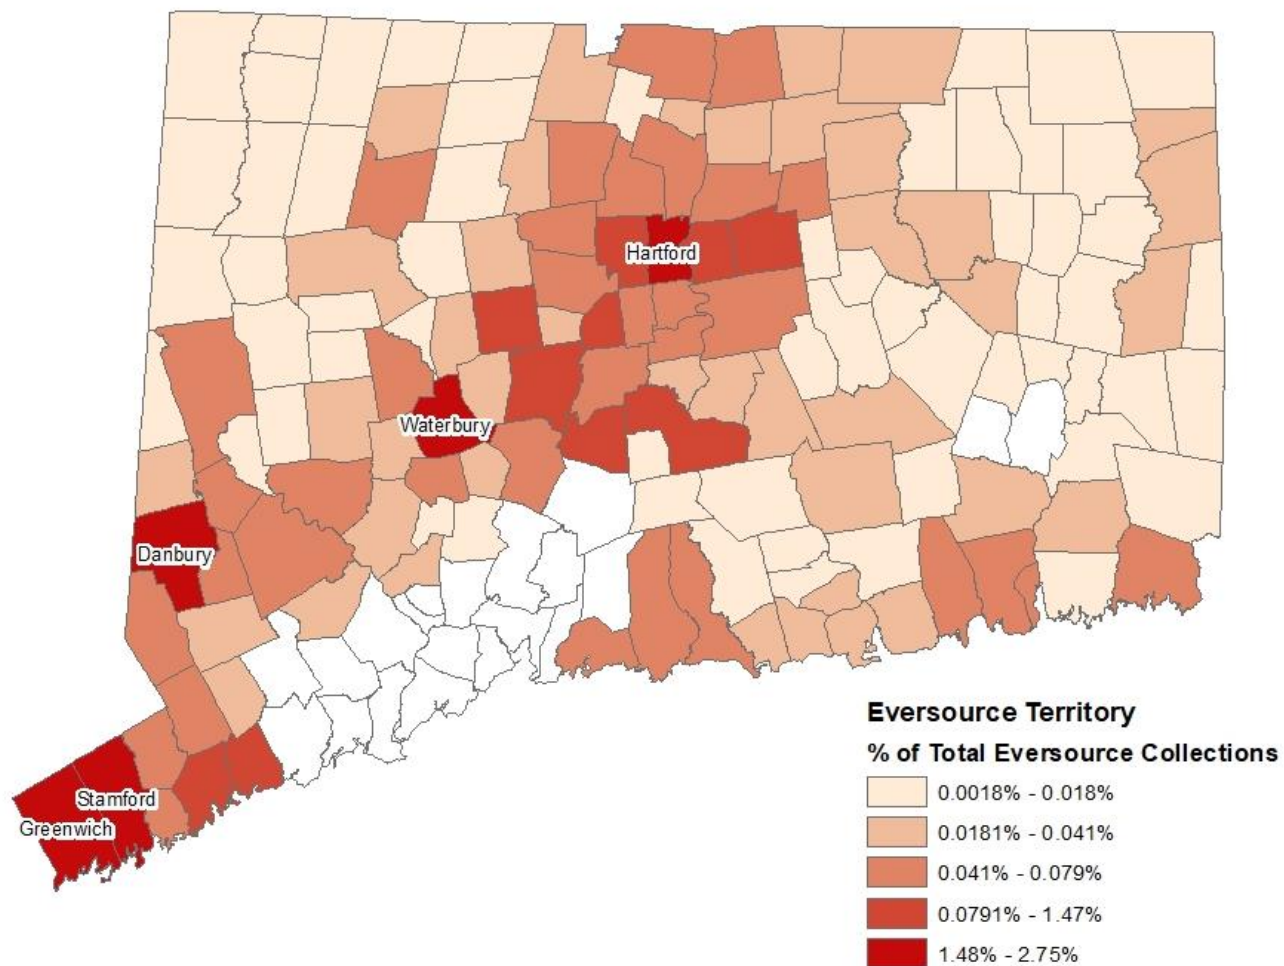 Hartford
Waterbury
Danbury
Stamford
Greenwich
Eversource Territory
% of Total Eversource Collections
0.0018% - 0.018%
0.0181% - 0.041%
0.041% - 0.079%
0.0791% - 1.47%
1.48% - 2.75%